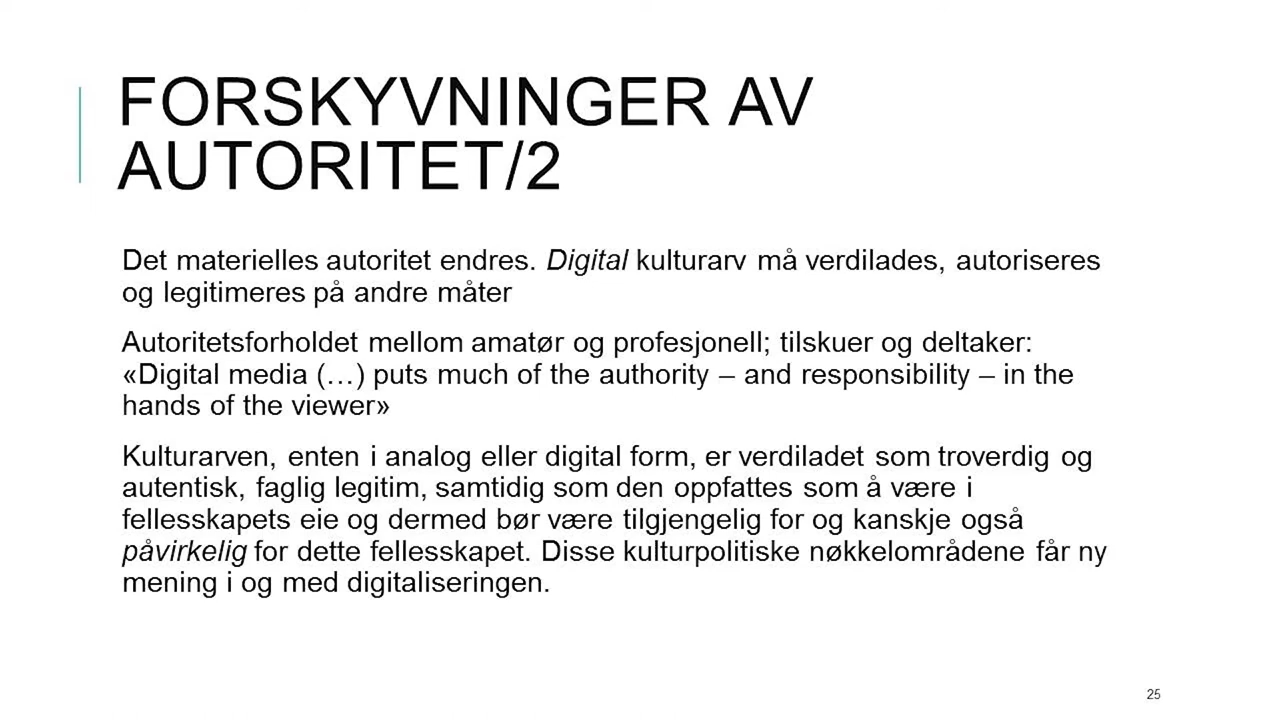 FORSKYVNINGER AV
AUTORITET/2
Det materielles autoritet endres. Digital kulturarv må verdilades, autoriseres
og legitimeres på andre måter
Autoritetsforholdet mellom amatør og profesjonell; tilskuer og deltaker:
«Digital media (…) puts much of the authority – and responsibility – in the
hands of the viewer»
Kulturarven, enten i analog eller digital form, er verdiladet som troverdig og
autentisk, faglig legitim, samtidig som den oppfattes som å være i
fellesskapets eie og dermed bør være tilgjengelig for og kanskje også
påvirkelig for dette fellesskapet. Disse kulturpolitiske nøkkelområdene får ny
mening i og med digitaliseringen.
25